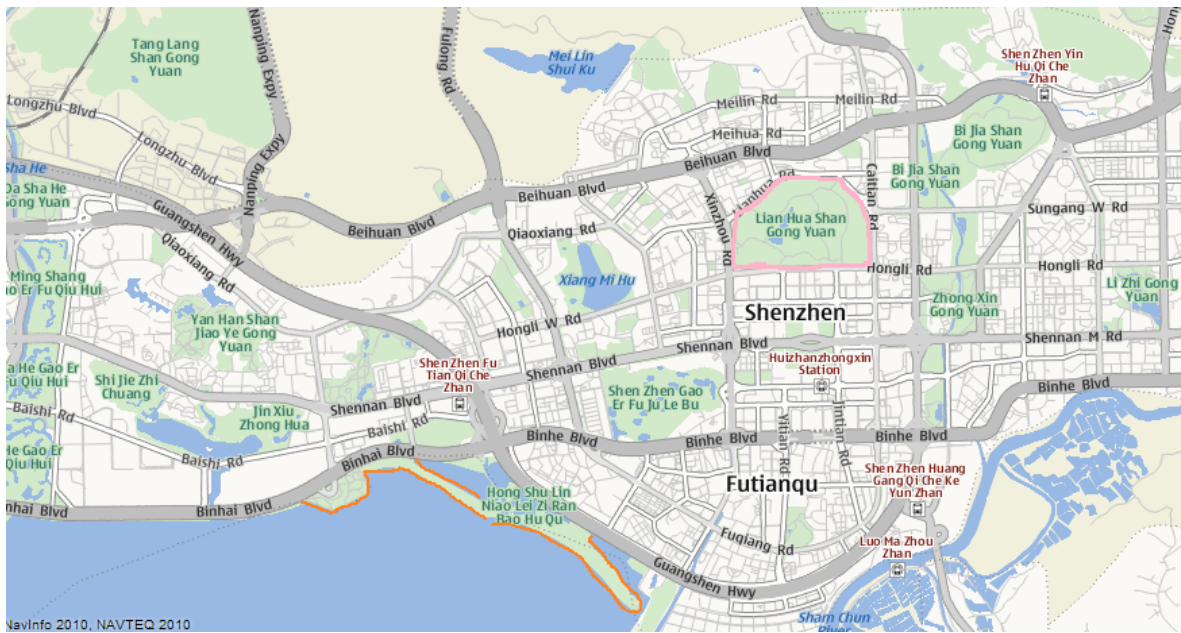 Tang Lang
Shan Gong
Yuan
Nanping Expy
Fulong Rd
Mei Lin
Shui Ku
Shen Zhen Yin
Hu Qi Che
Zhan
Longzhu Blvd
Meilin Rd
Meilin Rd
Longzhu Blvd
Meihua Rd
Bi Jia Shan
Gong Yuan
Nanping Expy
Beihuan Blvd
Sha He
Da Sha He
Gong Yuan
Beihuan Blvd
Caitian Rd
Bi Jia Shan
Gong Yuan
Guangshen Hwy
Xinzhou Rd
Lian Hua Shan
Gong Yuan
Sungang W Rd
Beihuan Blvd
Qiaoxiang Rd
Qiaoxiang Rd
Ming Shang
ao Er Fu Qiu Hui
Xiang Mi Hu
Hongli Rd
Hongli Rd
Li Zhi Gong
Yuan
Yan Han Shan
Jiao Ye Gong
Yuan
Hongli W Rd
Shenzhen
Zhong Xin
Gong Yuan
Shennan Blvd
Shennan M Rd
Shennan Blvd
Shen Zhen Fu
Tian Qi Che
Zhan
Huizhanzhongxin
Station
a He Gao Er
u Qiu Hui
Shi Jie Zhi
Chuang
Shen Zhen Gao
Er Fu Ju Le Bu
Binhe Blvd
Shennan Blvd
Jin Xiu
Zhong Hua
Baishi Rd
Baishi Rd
Yitian Rd
Jintian Rd
Binhe Blvd
Binhe Blvd
Binhe Blvd
He Gao Er
u Qiu Hui
Baishi Rd
Binhai Blvd
Shen Zhen Huang
Gang Qi Che Ke
Yun Zhan
Futianqu
Hong Shu Lin
Niao Lei Zi Ran
Bao Hu Qu
nhai Blvd
Binhai Blvd
Fuqiang Rd
Luo Ma Zhou
Zhan
Guangshen Hwy
Sham Chun
River
NavInfo 2010, NAVTEQ 2010